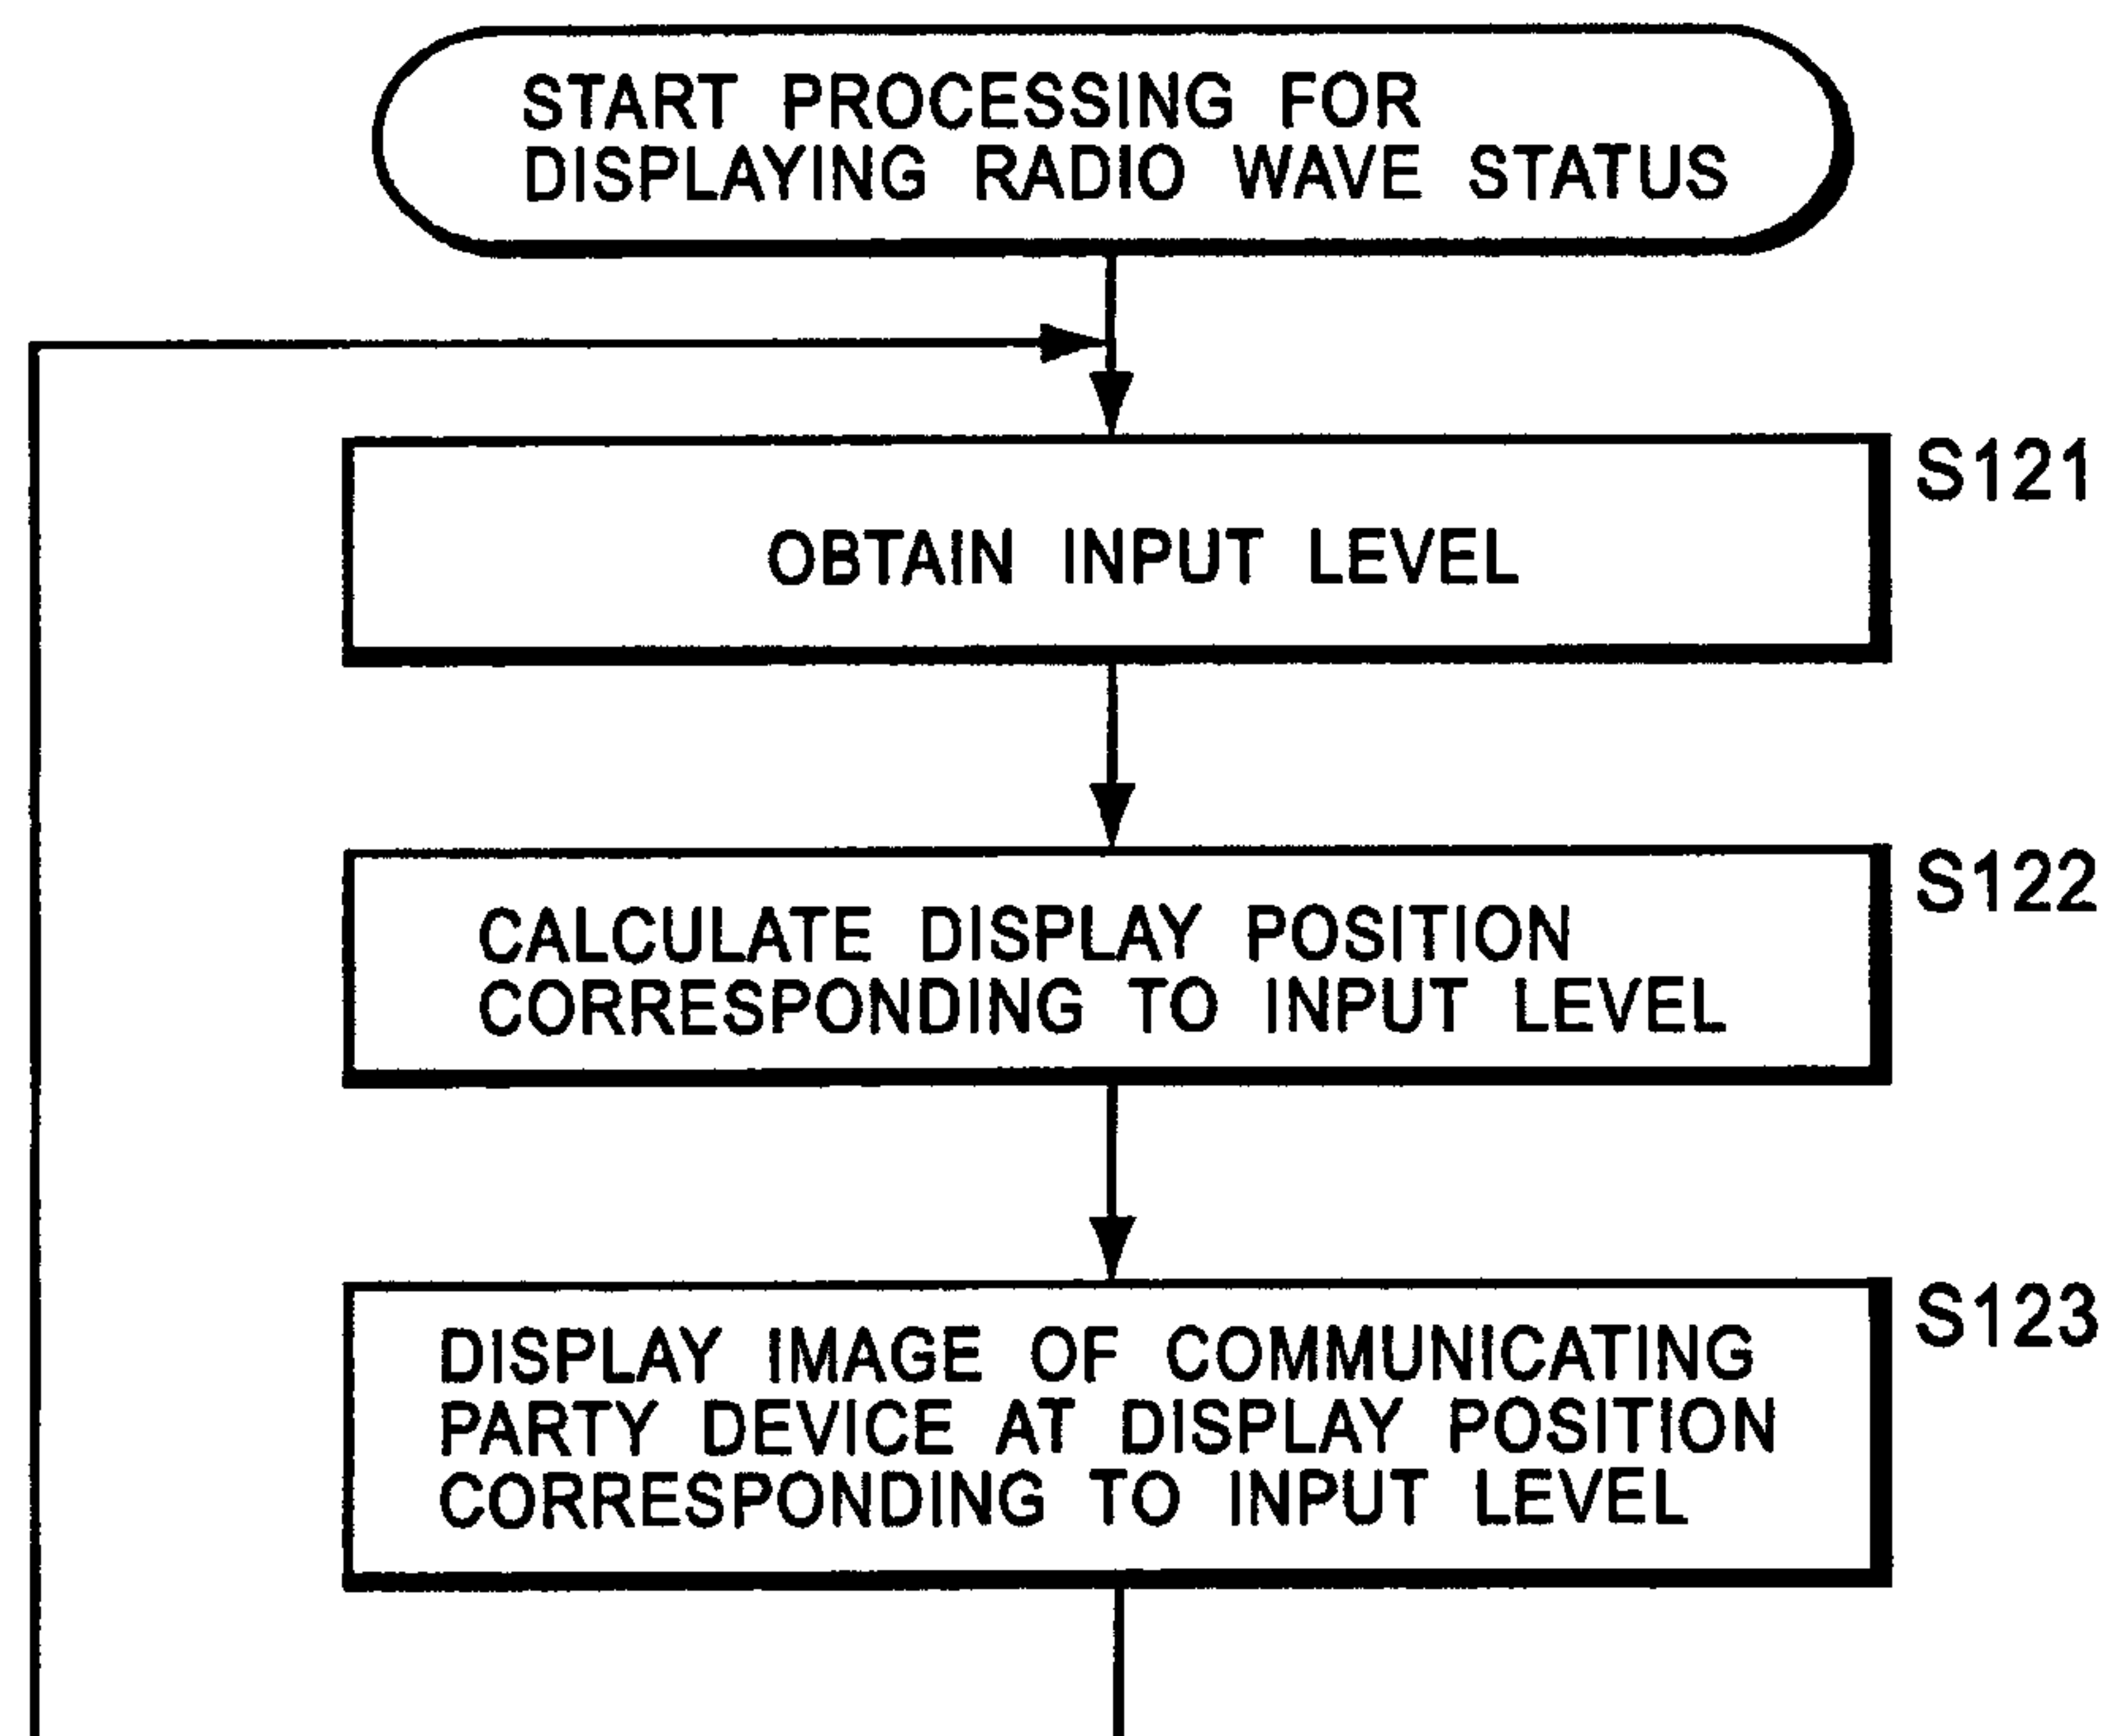 START PROCESSING FOR
DISPLAYING RADIO WAVE STATUS
S121
OBTAIN INPUT LEVEL
S122
CALCULATE DISPLAY POSITION
CORRESPONDING TO INPUT LEVEL
S123
DISPLAY IMAGE OF COMMUNICATING
PARTY DEVICE AT DISPLAY POSITION
CORRESPONDING TO INPUT LEVEL